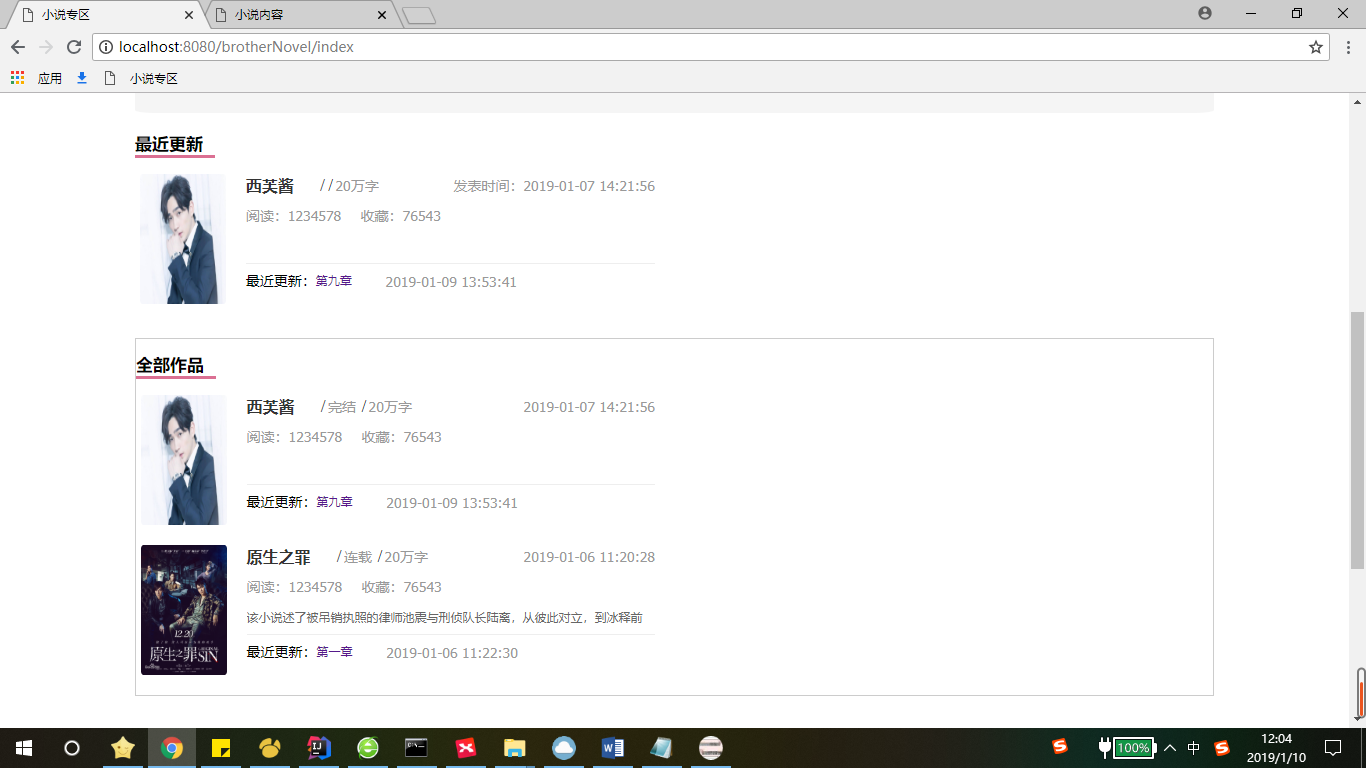 小说专区
小说内容
localhost:8080/brotherNovel/index
应用
小说专区
最近更新
西芙酱 / / 20万字 发表时间：2019-01-07 14:21:56
阅读：1234578 收藏：76543
最近更新：第九章 2019-01-09 13:53:41
全部作品
西芙酱 / 完结 / 20万字 2019-01-07 14:21:56
阅读：1234578 收藏：76543
最近更新：第九章 2019-01-09 13:53:41
原生之罪 / 连载 / 20万字 2019-01-06 11:20:28
阅读：1234578 收藏：76543
该小说述了被吊销执照的律师池震与刑侦队长陆离，从彼此对立，到冰释前
最近更新：第一章 2019-01-06 11:22:30
12 20
原生之罪 SIN
100%
中
12:04
2019/1/10